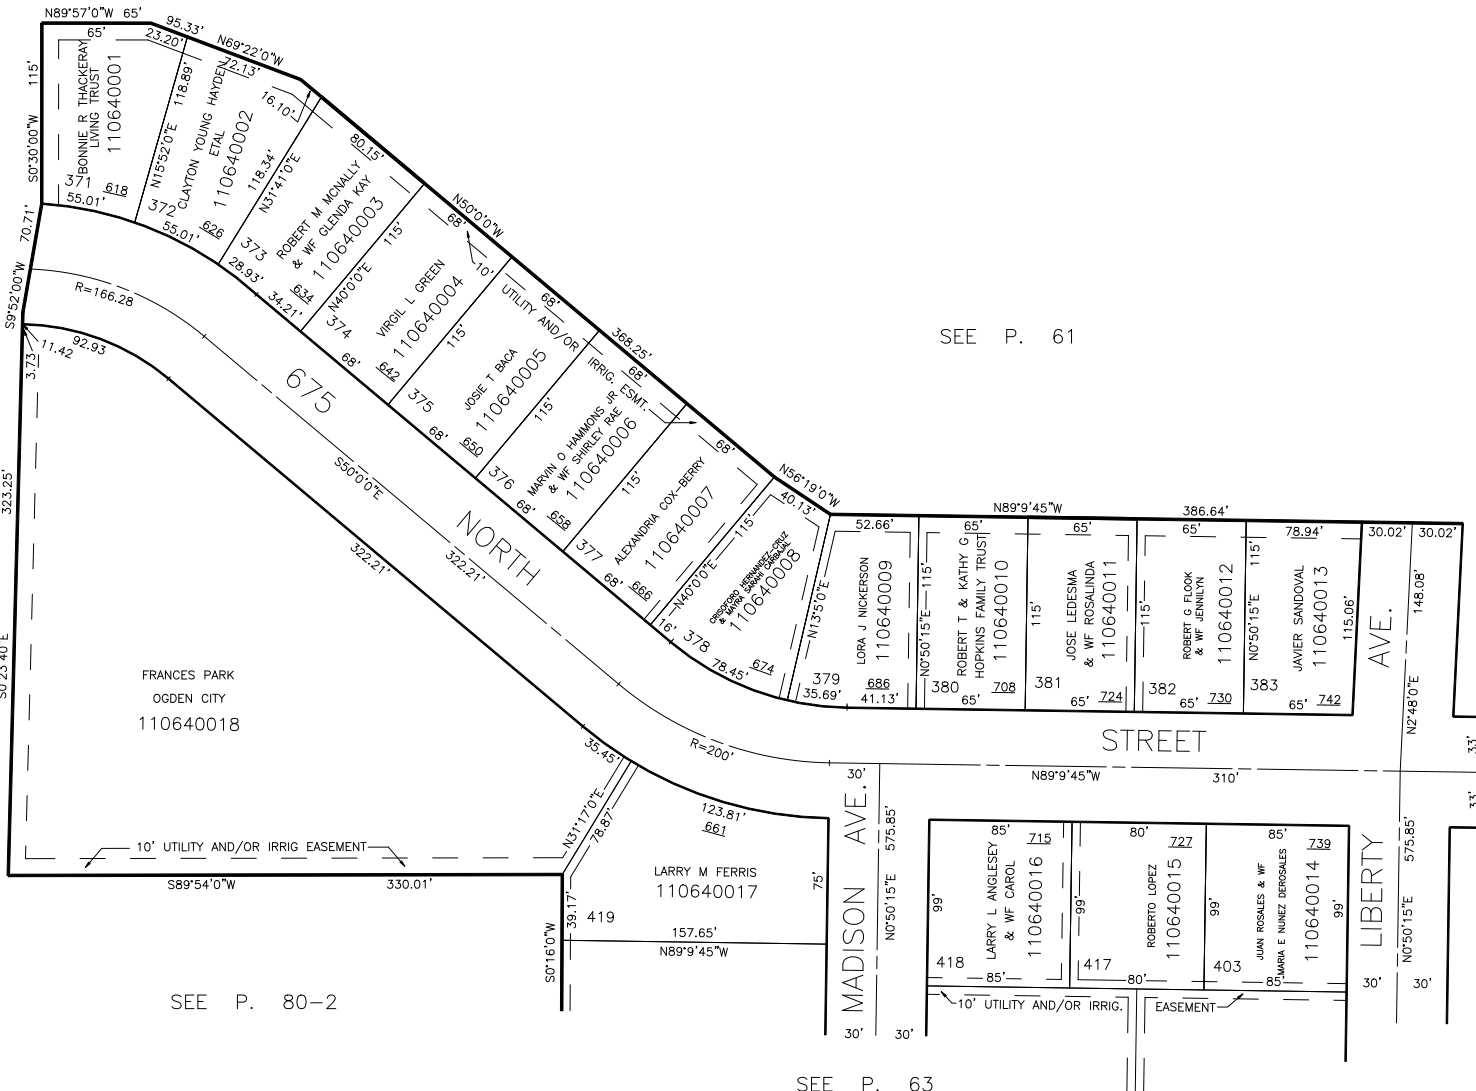 N89°57'0"W 65'
95.33'
N69°22'0"W
65'
23.20'
72.13'
16.10'
115'
S0°30'00"W
BONNIE R THACKERAY
LIVING TRUST
110640001
371
618
55.01'
N15°52'0"E
118.89'
CLAYTON YOUNG HAYDEN
ETAL
110640002
372
626
55.01'
N31°41'0"E
118.34'
80.15'
ROBERT M MCNALLY
& WF GLENDA KAY
110640003
373
634
28.93'
34.21'
N40°0'0"E
115'
N50°0'0"W
68'
10'
VIRGIL L GREEN
110640004
374
642
68'
115'
68'
UTILITY AND/OR
IRRIG. ESMT.
JOSIE T BACA
110640005
375
650
68'
115'
368.25'
68'
MARVIN O HAMMONS JR
& WF SHIRLEY RAE
110640006
376
658
68'
115'
68'
ALEXANDRIA COX-BERRY
110640007
377
666
68'
N40°0'0"E
115'
N56°19'0"W
40.13'
CRISOFORO HERNANDEZ-CRUZ
& MAYRA SARAHI CARBAJAL
110640008
378
674
16'
78.45'
N13°5'0"E
SEE P. 61
N89°9'45"W
386.64'
52.66'
LORA J NICKERSON
110640009
379
686
35.69'
41.13'
65'
N0°50'15"E
115'
ROBERT T & KATHY G
HOPKINS FAMILY TRUST
110640010
380
708
65'
65'
115'
JOSE LEDESMA
& WF ROSALINDA
110640011
381
724
65'
65'
115'
ROBERT G FLOOK
& WF JENNILYN
110640012
382
730
65'
78.94'
115'
N0°50'15"E
JAVIER SANDOVAL
110640013
383
742
65'
115.06'
30.02'
30.02'
148.08'
AVE.
N2°48'0"E
33'
33'
70.71'
S9°52'00"W
R=166.28
11.42
92.93
3.73
675
NORTH
STREET
S50°0'0"E
322.21'
322.21'
R=200'
30'
N89°9'45"W
310'
323.25'
S0°23'40"E
FRANCES PARK
OGDEN CITY
110640018
35.45'
N31°17'0"E
78.87'
10' UTILITY AND/OR IRRIG EASEMENT
S89°54'0"W
330.01'
123.81'
661
LARRY M FERRIS
110640017
75'
39.17'
419
157.65'
N89°9'45"W
S0°16'0"W
MADISON AVE.
575.85'
N0°50'15"E
30'
30'
85'
715
LARRY L ANGLESEY
& WF CAROL
110640016
99'
418
85'
80'
727
99'
ROBERTO LOPEZ
110640015
417
80'
85'
739
99'
JUAN ROSALES & WF
MARIA E NUNEZ DEROSALES
110640014
99'
403
85'
LIBERTY
575.85'
N0°50'15"E
30'
30'
10' UTILITY AND/OR IRRIG.
EASEMENT
SEE P. 80-2
SEE P. 63